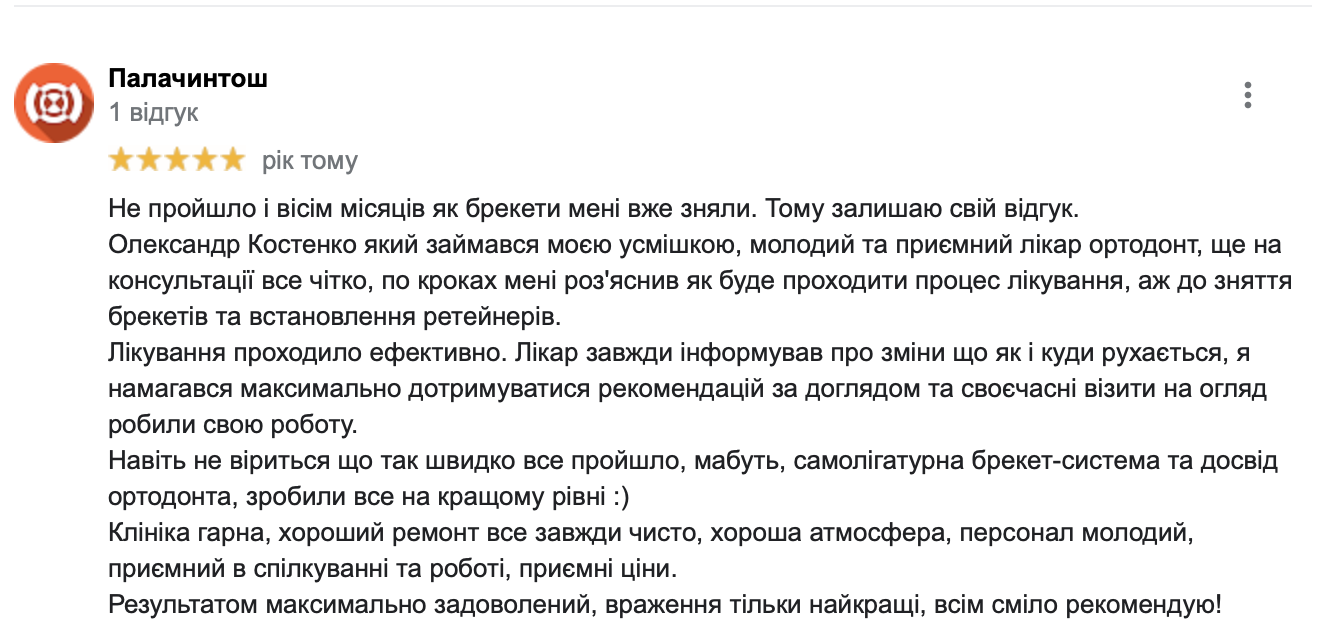 Палачинтош
1 відгук
рік тому
Не пройшло і вісім місяців як брекети мені вже зняли. Тому залишаю свій відгук.
Олександр Костенко який займався моєю усмішкою, молодий та приємний лікар ортодонт, ще на
консультації все чітко, по кроках мені роз'яснив як буде проходити процес лікування, аж до зняття
брекетів та встановлення ретейнерів.
Лікування проходило ефективно. Лікар завжди інформував про зміни що як і куди рухається, я
намагався максимально дотримуватися рекомендацій за доглядом та своєчасні візити на огляд
робили свою роботу.
Навіть не віриться що так швидко все пройшло, мабуть, самолігатурна брекет-система та досвід
ортодонта, зробили все на кращому рівні :)
Клініка гарна, хороший ремонт все завжди чисто, хороша атмосфера, персонал молодий,
приємний в спілкуванні та роботі, приємні ціни.
Результатом максимально задоволений, враження тільки найкращі, всім сміло рекомендую!